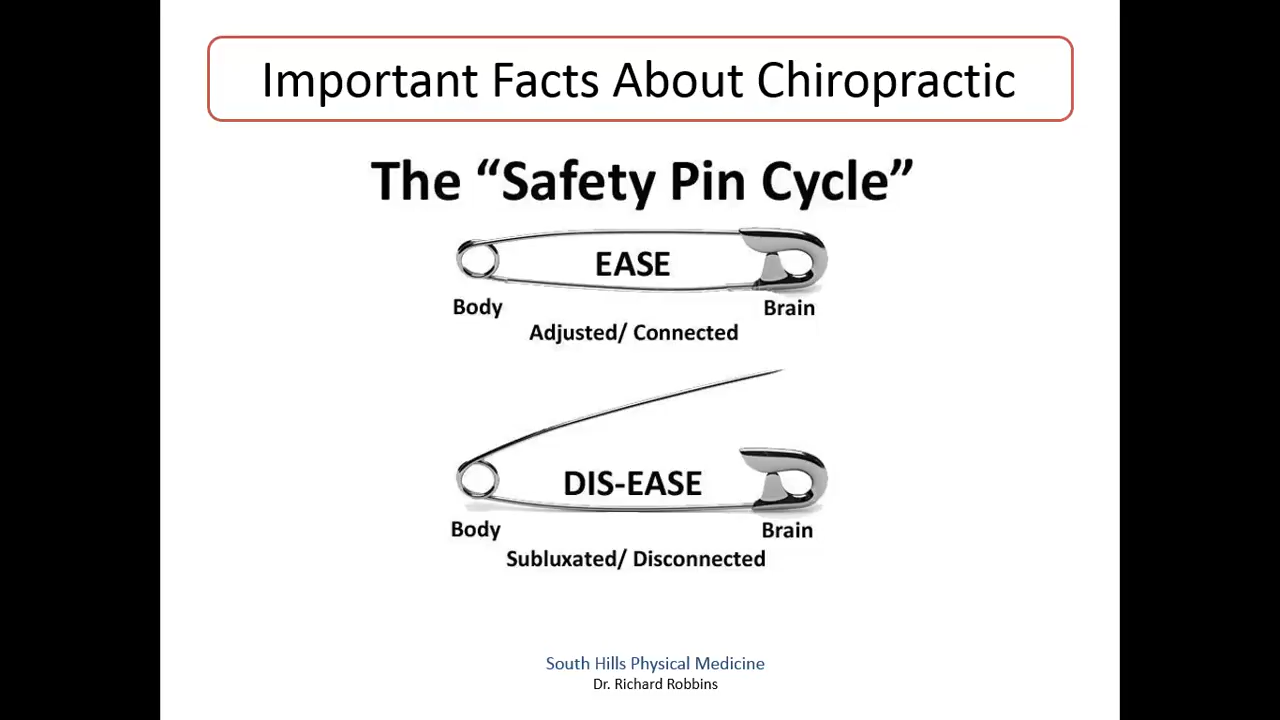 Important Facts About Chiropractic
The “Safety Pin Cycle”
EASE
Body
Brain
Adjusted/ Connected
DIS-EASE
Body
Brain
Subluxated/ Disconnected
South Hills Physical Medicine
Dr. Richard Robbins